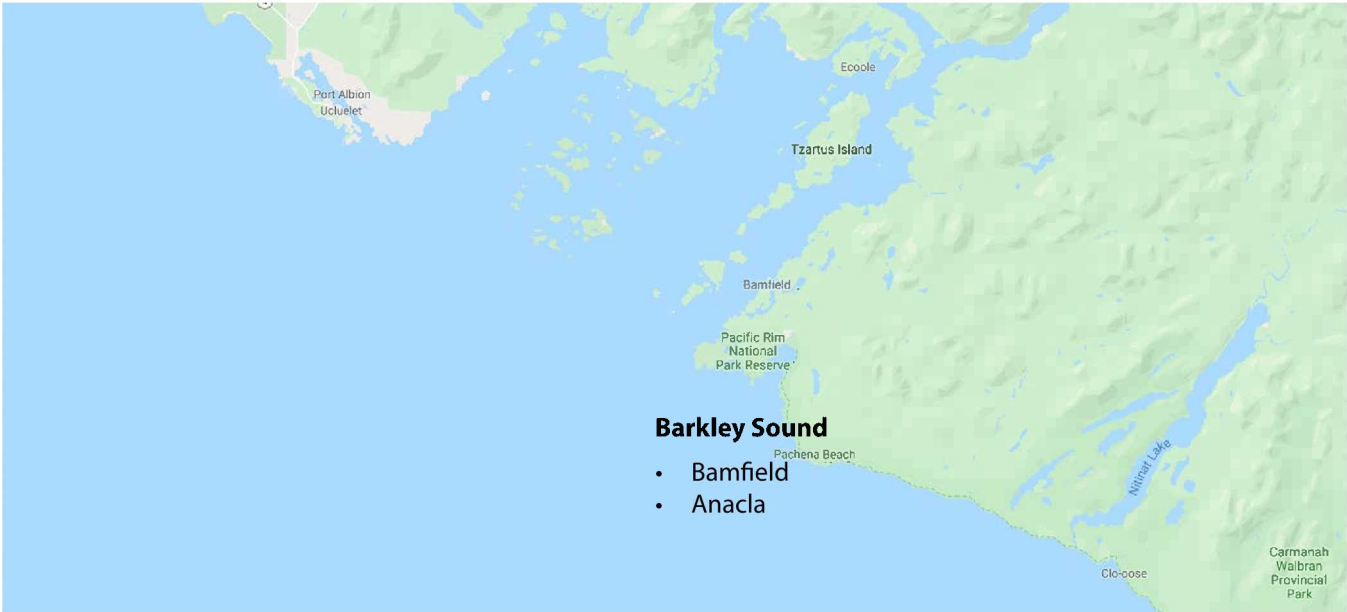 Port Albion
Ucluelet
Ecoole
Tzartus Island
Bamfield
Pacific Rim
National
Park Reserve
Barkley Sound
Pachena Beach
• Bamfield
• Anacla
Nitinat Lake
Clo-oose
Carmanah
Walbran
Provincial
Park